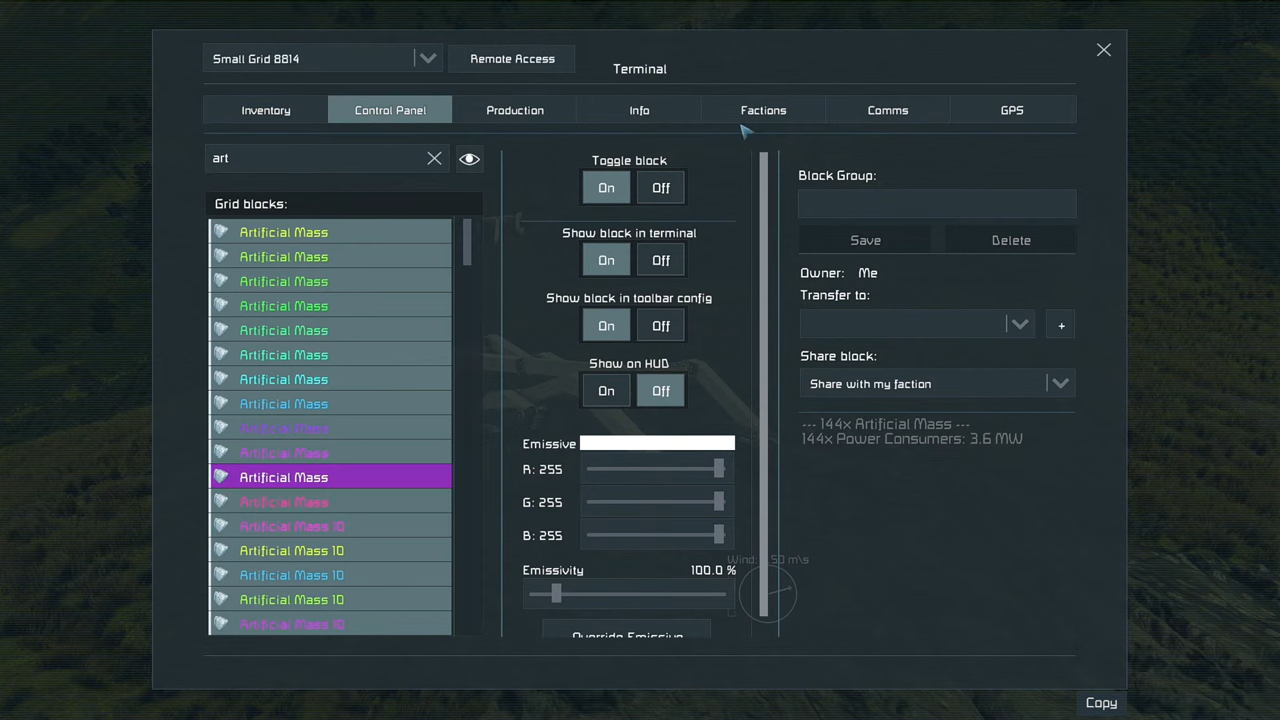 Small Grid 8814
Remote Access
Terminal
Inventory
Control Panel
Production
Info
Factions
Comms
GPS
art
Grid blocks:
Artificial Mass
Artificial Mass
Artificial Mass
Artificial Mass
Artificial Mass
Artificial Mass
Artificial Mass
Artificial Mass
Artificial Mass
Artificial Mass
Artificial Mass
Artificial Mass
Artificial Mass 10
Artificial Mass 10
Artificial Mass 10
Artificial Mass 10
Artificial Mass 10
Toggle block
On Off
Show block in terminal
On Off
Show block in toolbar config
On Off
Show on HUD
On Off
Emissive
R: 255
G: 255
B: 255
Emissivity 100.0 %
Override Emissive
Block Group:
Save Delete
Owner: Me
Transfer to:
+
Share block:
Share with my faction
--- 144x Artificial Mass ---
144x Power Consumers: 3.6 MW
Wind: 50 m\s
Copy